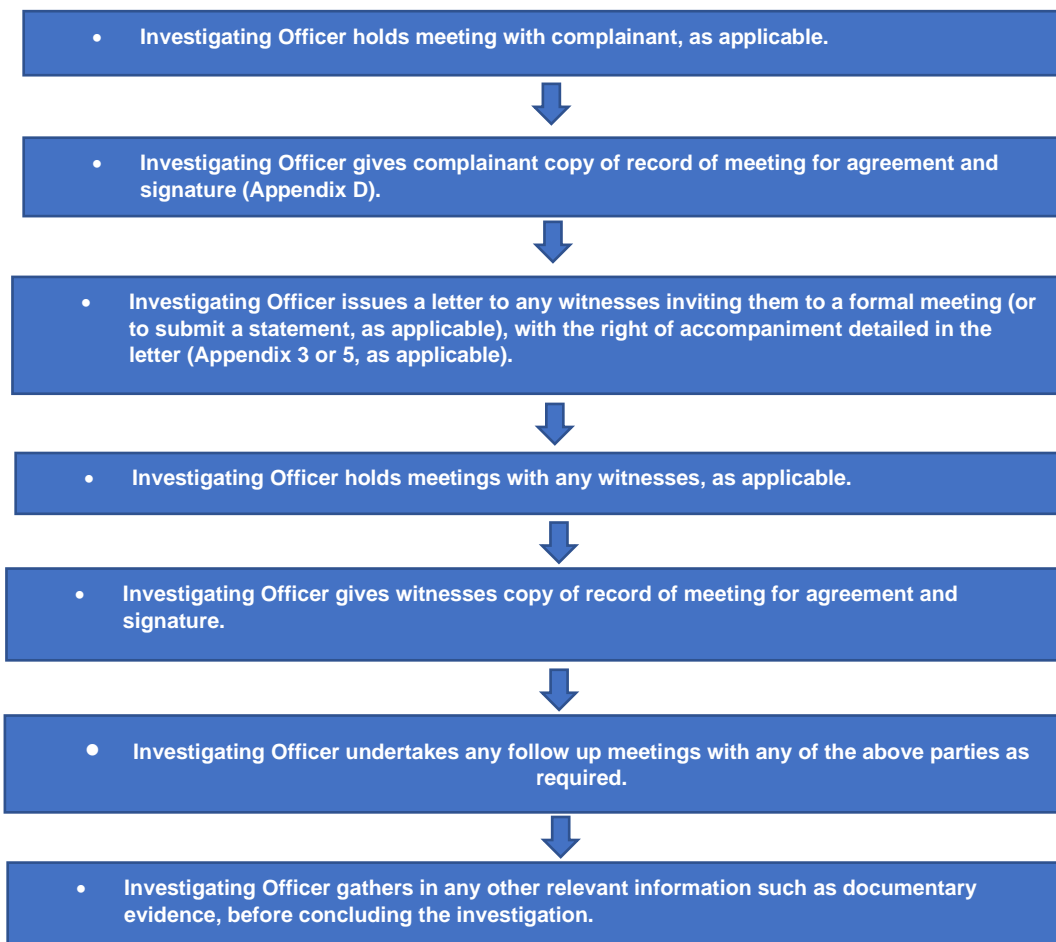 • Investigating Officer holds meeting with complainant, as applicable.
• Investigating Officer gives complainant copy of record of meeting for agreement and
signature (Appendix D).
• Investigating Officer issues a letter to any witnesses inviting them to a formal meeting (or
to submit a statement, as applicable), with the right of accompaniment detailed in the
letter (Appendix 3 or 5, as applicable).
• Investigating Officer holds meetings with any witnesses, as applicable.
• Investigating Officer gives witnesses copy of record of meeting for agreement and
signature.
• Investigating Officer undertakes any follow up meetings with any of the above parties as
required.
• Investigating Officer gathers in any other relevant information such as documentary
evidence, before concluding the investigation.